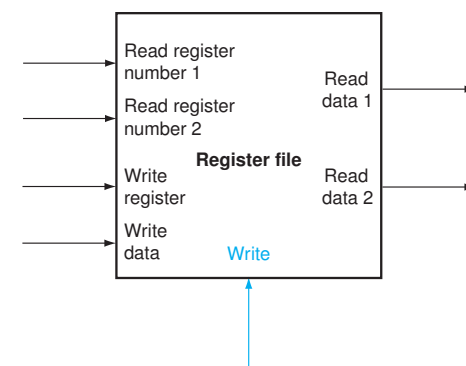 Read register
number 1
Read register
number 2
Write
register
Write
data
Register file
Write
Read
data 1
Read
data 2